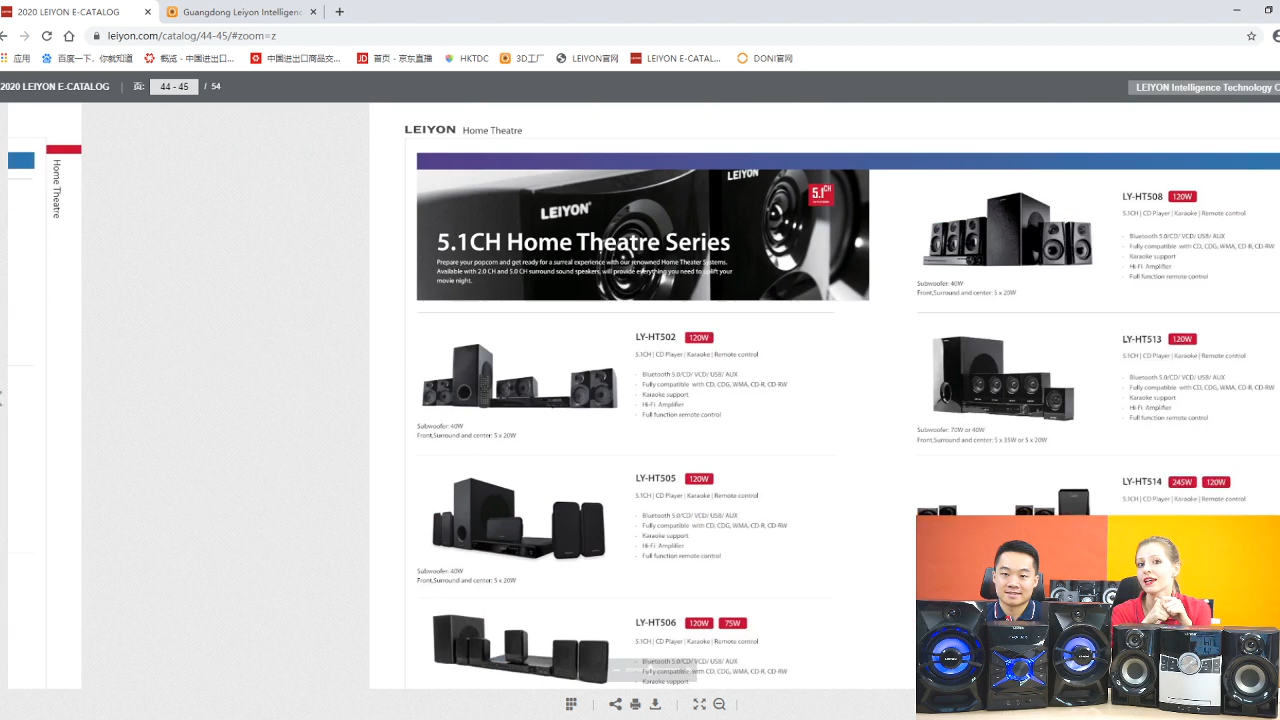 2020 LEIYON E-CATALOG
Guangdong Leiyon Intelligenc
leiyon.com/catalog/44-45/#zoom=z
应用
百度一下,你就知道
概览 - 中国进出口...
中国进出口商品交...
首页 - 京东直播
HKTDC
3D工厂
LEIYON官网
LEIYON E-CATAL...
DONI官网
2020 LEIYON E-CATALOG
页:
44 - 45
/ 54
LEIYON Intelligence Technology C
Home Theatre
LEIYON Home Theatre
LEIYON
LEIYON
5.1CH
5.1CH Home Theatre Series
Prepare your popcorn and get ready for a surreal experience with our renowned Home Theater Systems.
Available with 2.0 CH and 5.0 CH surround sound speakers, will provide everything you need to uplift your
movie night.
LY-HT502 120W
5.1CH | CD Player | Karaoke | Remote control
- Bluetooth 5.0/CD/ VCD/ USB/ AUX
- Fully compatible with CD, CDG, WMA, CD-R, CD-RW
- Karaoke support
- Hi-Fi Amplifier
- Full function remote control
Subwoofer: 40W
Front,Surround and center: 5 x 20W
LY-HT505 120W
5.1CH | CD Player | Karaoke | Remote control
- Bluetooth 5.0/CD/ VCD/ USB/ AUX
- Fully compatible with CD, CDG, WMA, CD-R, CD-RW
- Karaoke support
- Hi-Fi Amplifier
- Full function remote control
Subwoofer: 40W
Front,Surround and center: 5 x 20W
LY-HT506 120W 75W
5.1CH | CD Player | Karaoke | Remote control
- Bluetooth 5.0/CD/ VCD/ USB/ AUX
- Fully compatible with CD, CDG, WMA, CD-R, CD-RW
- Karaoke support
LY-HT508 120W
5.1CH | CD Player | Karaoke | Remote control
- Bluetooth 5.0/CD/ VCD/ USB/ AUX
- Fully compatible with CD, CDG, WMA, CD-R, CD-RW
- Karaoke support
- Hi-Fi Amplifier
- Full function remote control
Subwoofer: 40W
Front,Surround and center: 5 x 20W
LY-HT513 120W
5.1CH | CD Player | Karaoke | Remote control
- Bluetooth 5.0/CD/ VCD/ USB/ AUX
- Fully compatible with CD, CDG, WMA, CD-R, CD-RW
- Karaoke support
- Hi-Fi Amplifier
- Full function remote control
Subwoofer: 70W or 40W
Front,Surround and center: 5 x 35W or 5 x 20W
LY-HT514 245W 120W
5.1CH | CD Player | Karaoke | Remote control